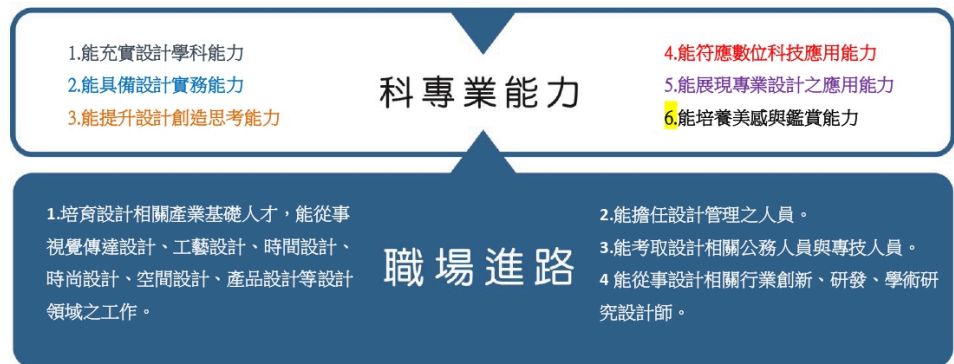 1.能充實設計學科能力
2.能具備設計實務能力
3.能提升設計創造思考能力
科專業能力
4.能符應數位科技應用能力
5.能展現專業設計之應用能力
6.能培養美感與鑑賞能力
1.培育設計相關產業基礎人才，能從事
視覺傳達設計、工藝設計、時間設計、
時尚設計、空間設計、產品設計等設計
領域之工作。
職場進路
2.能擔任設計管理之人員。
3.能考取設計相關公務人員與專技人員。
4 能從事設計相關行業創新、研發、學術研
究設計師。